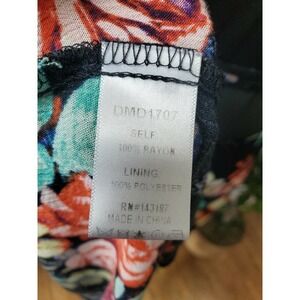 DMD1707
SELF
100% RAYON
LINING
100% POLYESTER
RN#143187
MADE IN CHINA